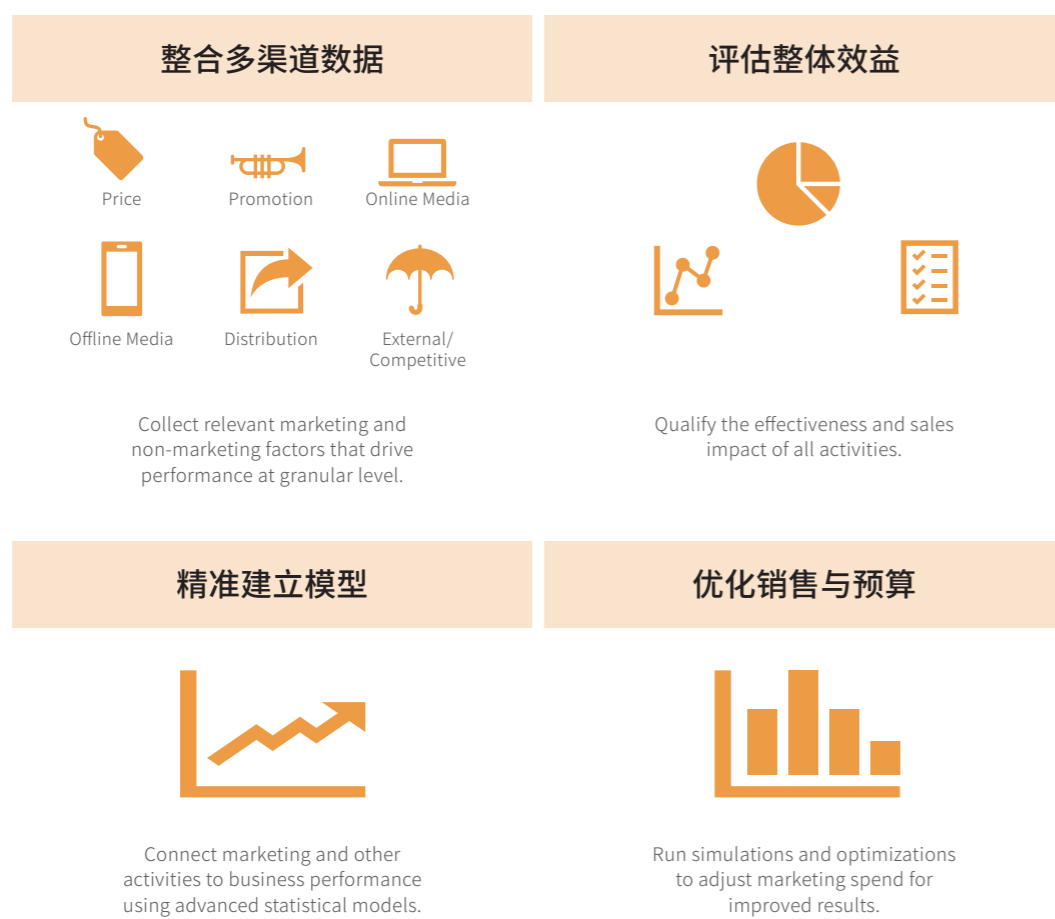 整合多渠道数据
Price
Promotion
Online Media
Offline Media
Distribution
External/
Competitive
Collect relevant marketing and
non-marketing factors that drive
performance at granular level.
评估整体效益
Qualify the effectiveness and sales
impact of all activities.
精准建立模型
Connect marketing and other
activities to business performance
using advanced statistical models.
优化销售与预算
Run simulations and optimizations
to adjust marketing spend for
improved results.